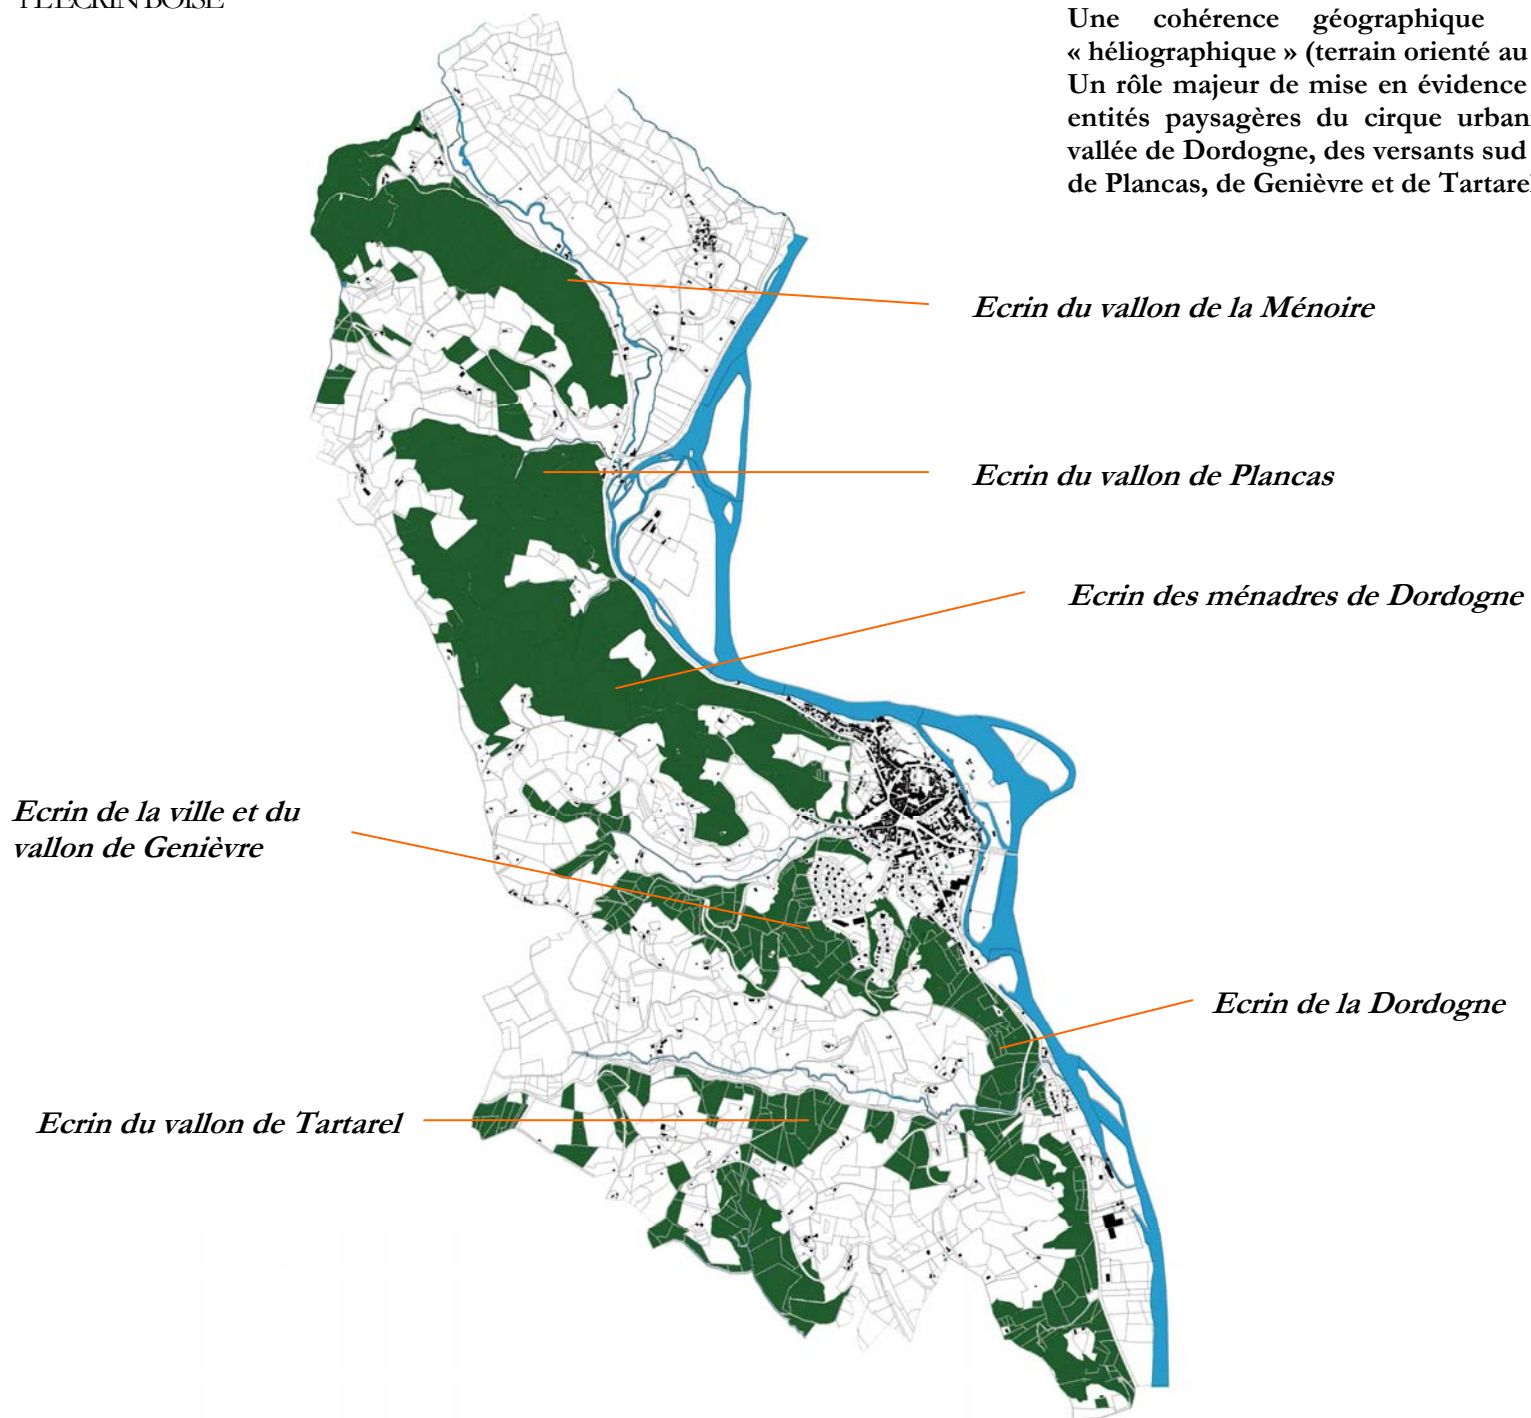 L'ECRIN BOISE
Une cohérence géographique
« héliographique » (terrain orienté au
Un rôle majeur de mise en évidence
entités paysagères du cirque
vallée de Dordogne, des versants sud
de Plancas, de Genièvre et de
Ecrin du vallon de la Ménoire
Ecrin du vallon de Plancas
Ecrin des ménadres de Dordogne
Ecrin de la ville et du
vallon de Genièvre
Ecrin de la Dordogne
Ecrin du vallon de Tartarel